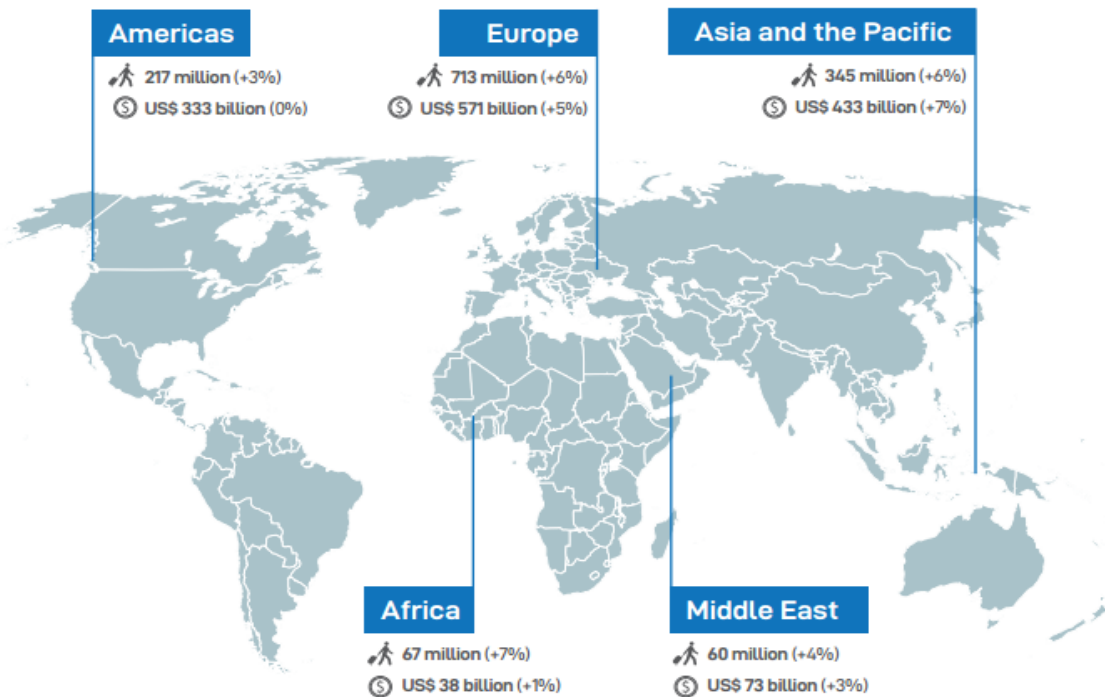 Americas
217 million (+3%)
US$ 333 billion (0%)
Europe
713 million (+6%)
US$ 571 billion (+5%)
Asia and the Pacific
345 million (+6%)
US$ 433 billion (+7%)
Africa
67 million (+7%)
US$ 38 billion (+1%)
Middle East
60 million (+4%)
US$ 73 billion (+3%)